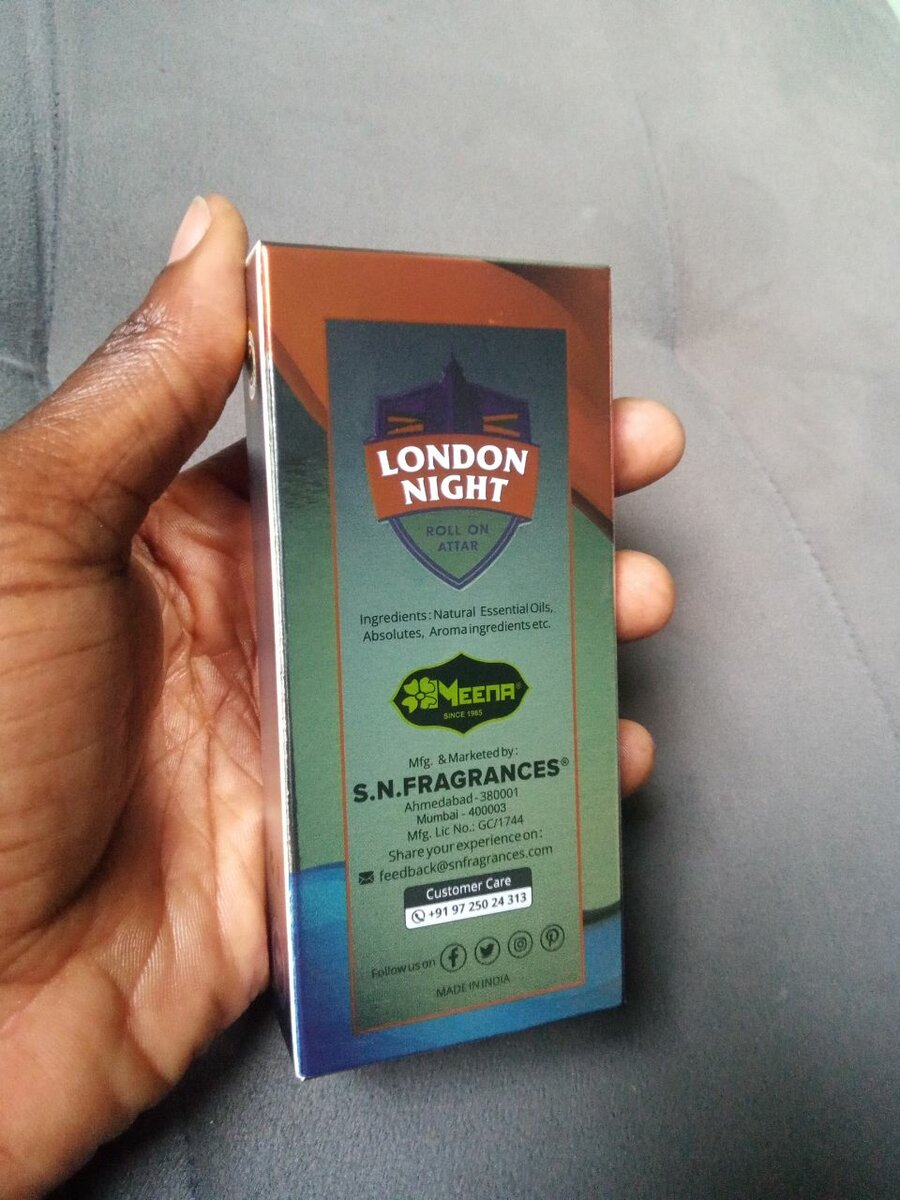 LONDON
NIGHT
ROLL ON
ATTAR
Ingredients : Natural Essential Oils,
Absolutes, Aroma ingredients etc.
MEENA®
SINCE 1965
Mfg. & Marketed by :
S.N.FRAGRANCES®
Ahmedabad - 380001
Mumbai - 400003
Mfg. Lic No.: GC/1744
Share your experience on :
feedback@snfragrances.com
Customer Care
+91 97 250 24 313
Follow us on
MADE IN INDIA